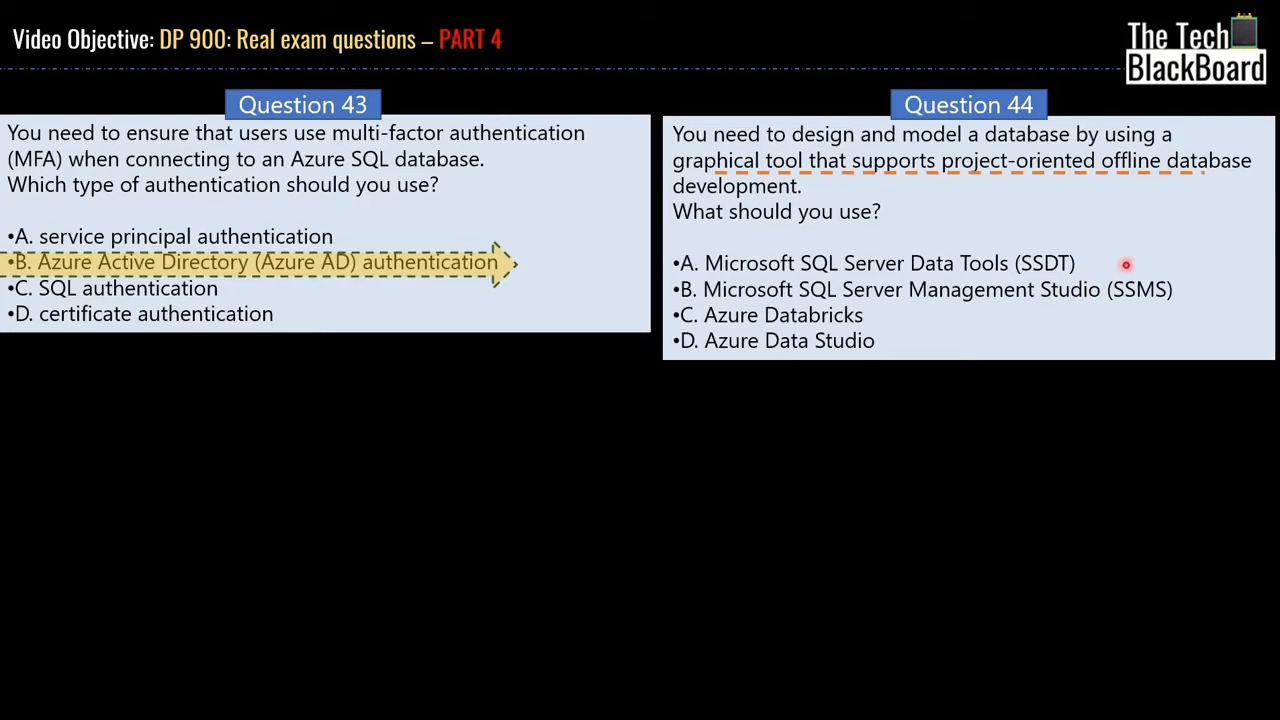 Video Objective: DP 900: Real exam questions – PART 4
The Tech
BlackBoard
Question 43
You need to ensure that users use multi-factor authentication
(MFA) when connecting to an Azure SQL database.
Which type of authentication should you use?
•A. service principal authentication
•B. Azure Active Directory (Azure AD) authentication
•C. SQL authentication
•D. certificate authentication
Question 44
You need to design and model a database by using a
graphical tool that supports project-oriented offline database
development.
What should you use?
•A. Microsoft SQL Server Data Tools (SSDT)
•B. Microsoft SQL Server Management Studio (SSMS)
•C. Azure Databricks
•D. Azure Data Studio